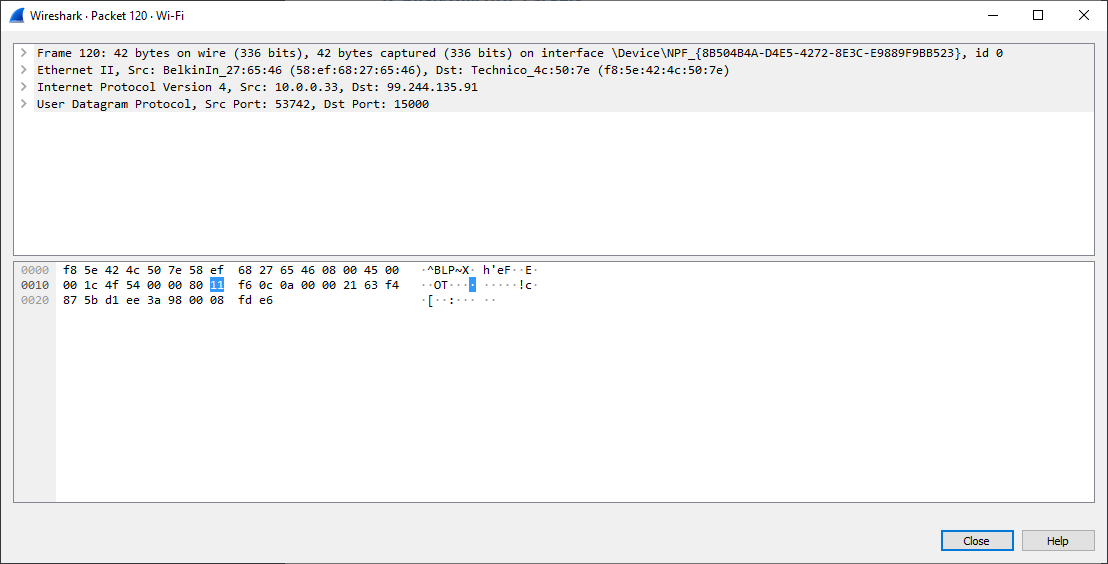 Wireshark · Packet 120 · Wi-Fi
Frame 120: 42 bytes on wire (336 bits), 42 bytes captured (336 bits) on interface \Device\NPF_{8B504B4A-D4E5-4272-8E3C-E9889F9BB523}, id 0
Ethernet II, Src: BelkinIn_27:65:46 (58:ef:68:27:65:46), Dst: Technico_4c:50:7e (f8:5e:42:4c:50:7e)
Internet Protocol Version 4, Src: 10.0.0.33, Dst: 99.244.135.91
User Datagram Protocol, Src Port: 53742, Dst Port: 15000
0000 f8 5e 42 4c 50 7e 58 ef 68 27 65 46 08 00 45 00 ·^BLP~X· h'eF··E·
0010 00 1c 4f 54 00 00 80 11 f6 0c 0a 00 00 21 63 f4 ··OT···· ·····!c·
0020 87 5b d1 ee 3a 98 00 08 fd e6 ·[··:··· ··
Close Help